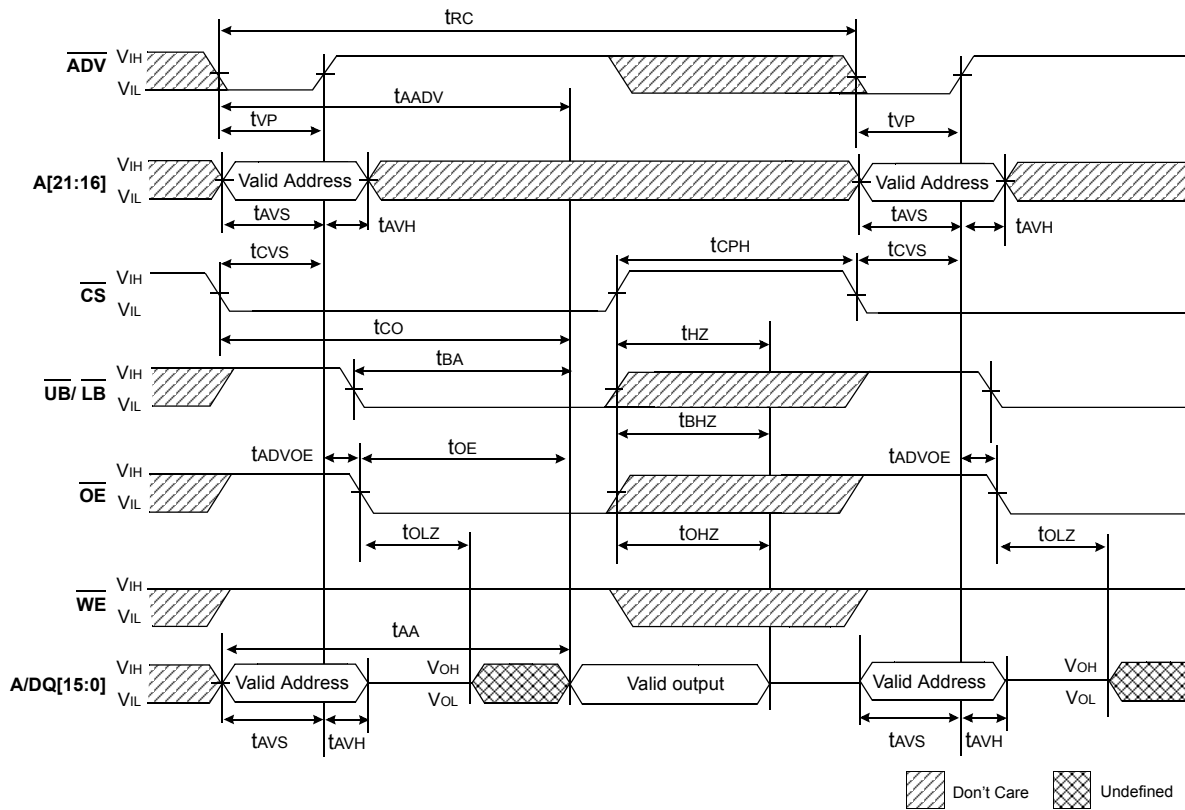 tRC
ADV VIH
VIL
tAADV
tVP tVP
A[21:16] VIH
VIL
Valid Address Valid Address
tAVS tAVH tAVS tAVH
tCVS tCPH tCVS
CS VIH
VIL
tCO tHZ
tBA
UB/ LB VIH
VIL
tBHZ
tADVOE tOE tADVOE
OE VIH
VIL
tOHZ
tOLZ tOLZ
WE VIH
VIL
tAA
A/DQ[15:0] VIH
VIL
Valid Address VOH
VOL
Valid output Valid Address VOH
VOL
tAVS tAVH tAVS tAVH
Don't Care Undefined